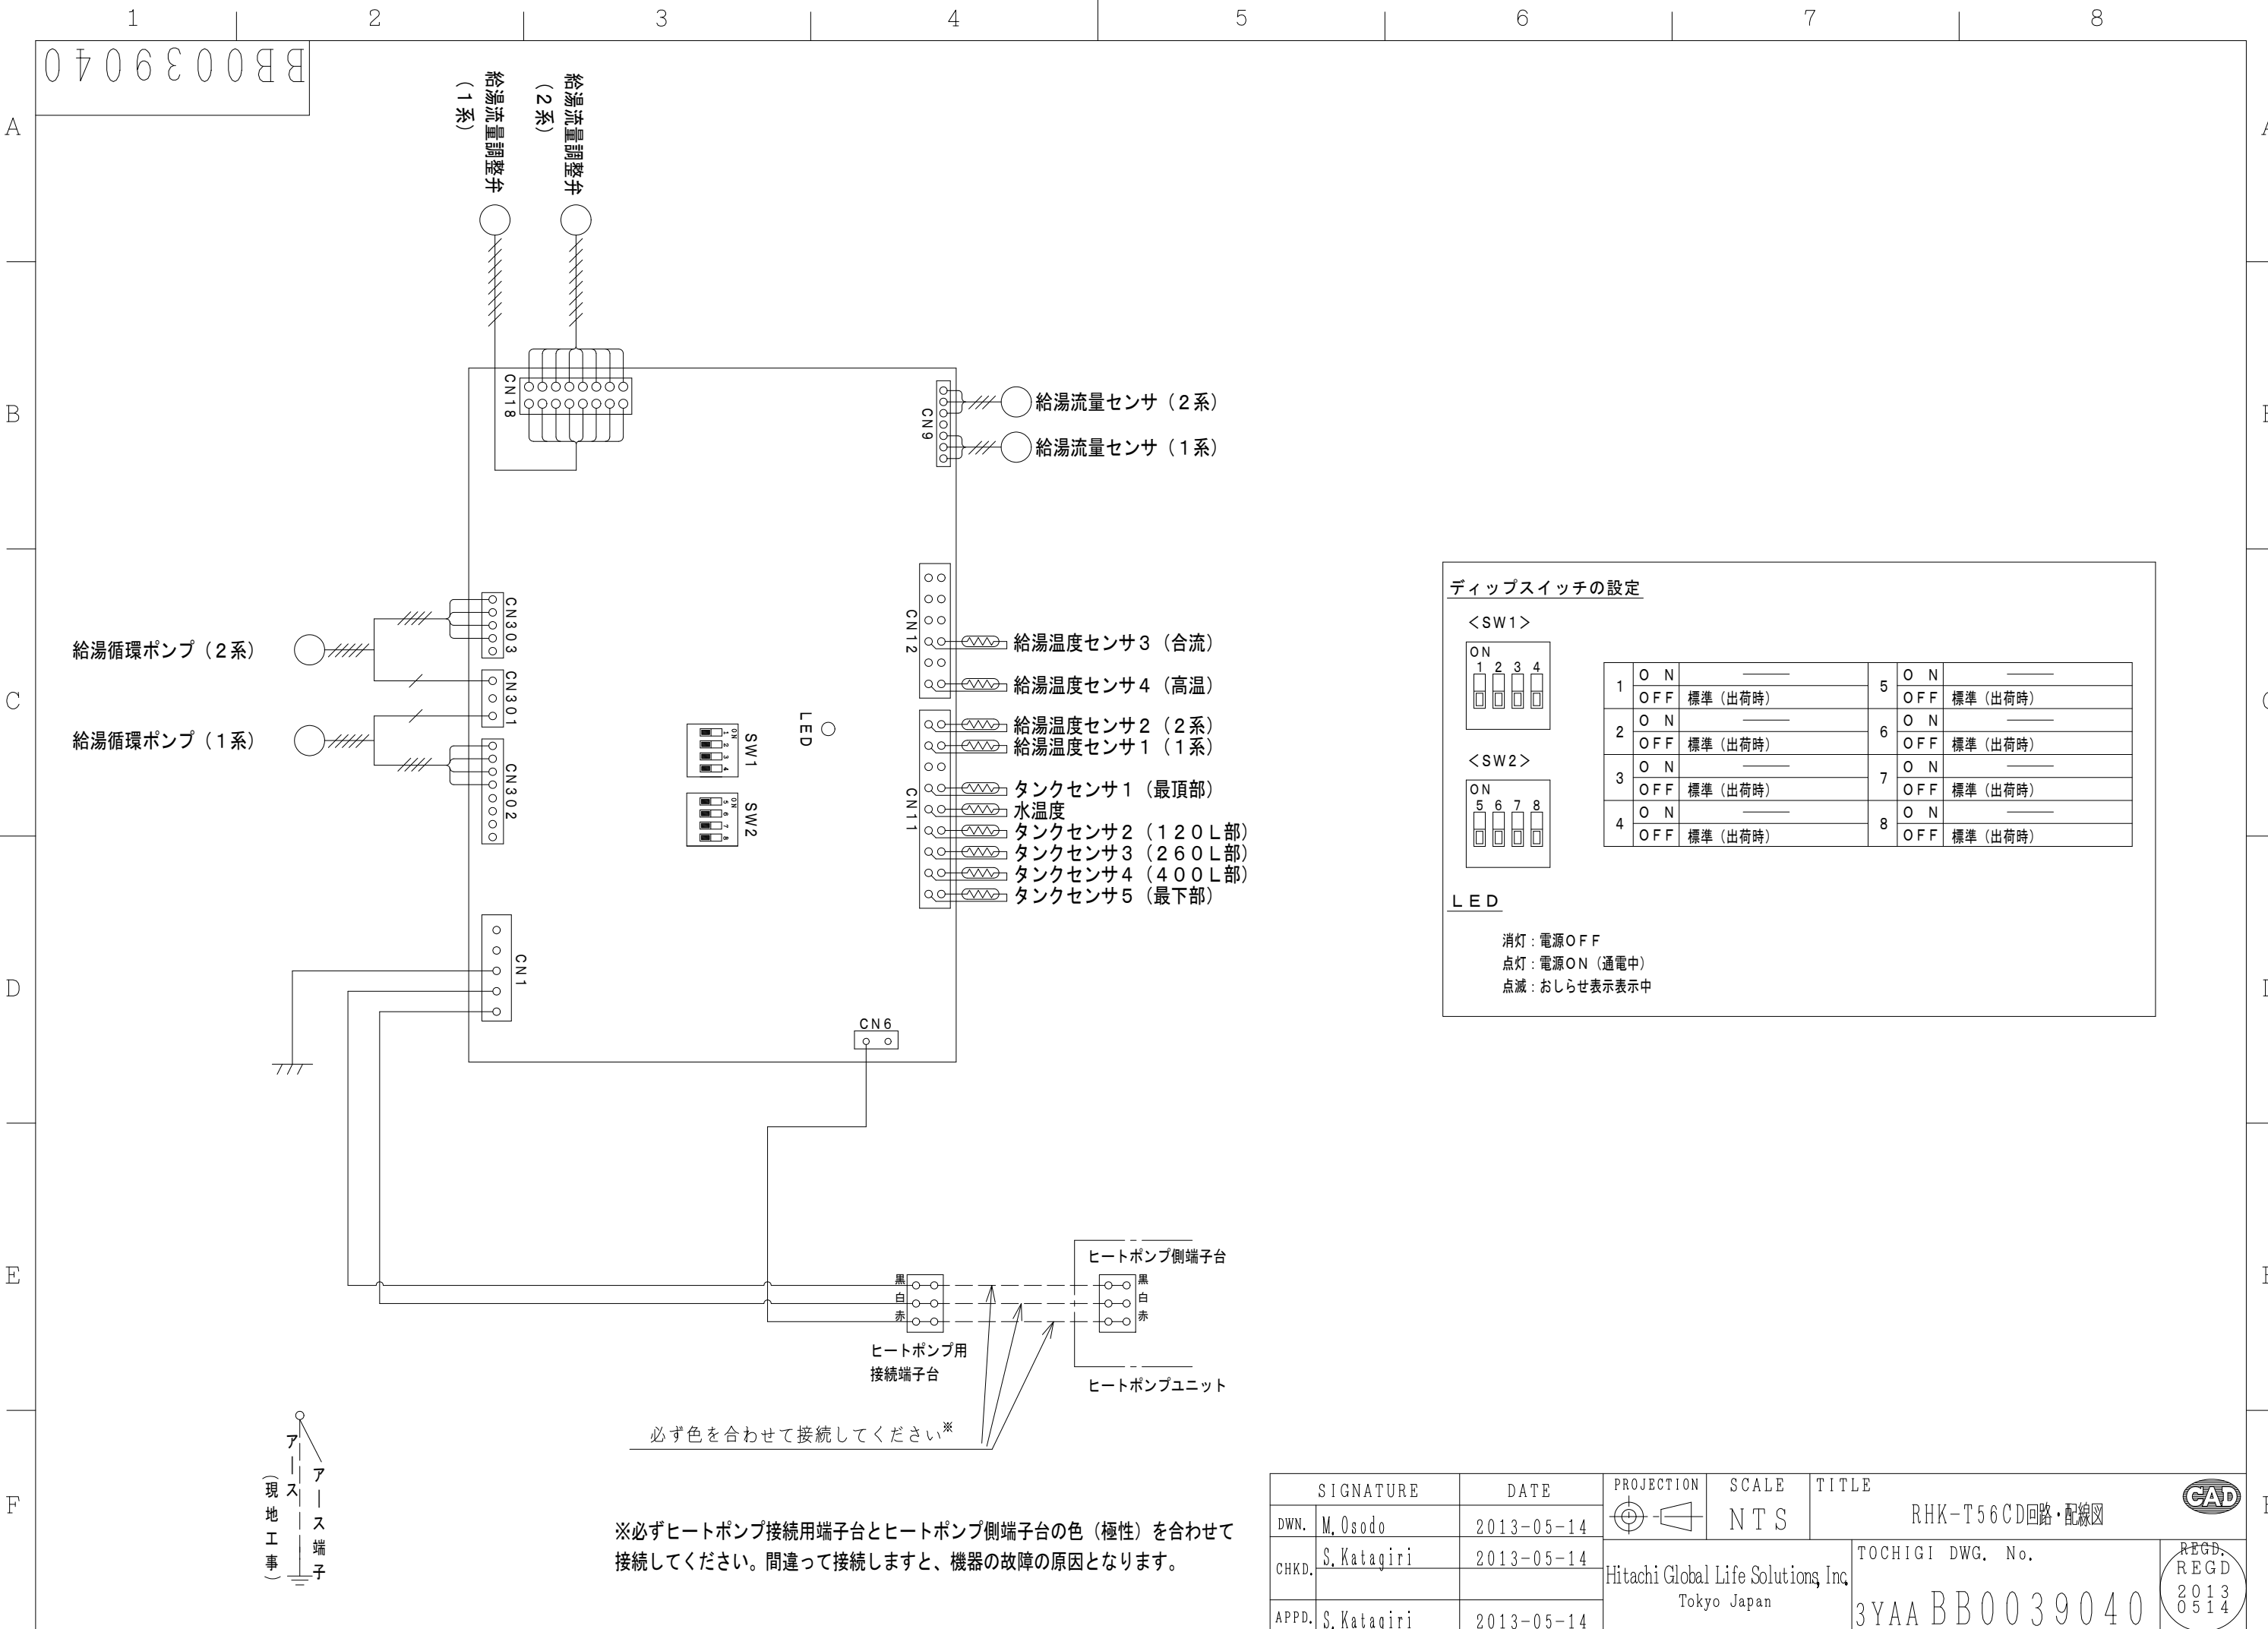 1 2 3 4 5 6 7 8
BB0039040
A
B
C
D
E
F
給湯流量調整弁
（1系）
給湯流量調整弁
（2系）
CN18
CN9
給湯流量センサ（2系）
給湯流量センサ（1系）
給湯循環ポンプ（2系）
給湯循環ポンプ（1系）
CN303
CN301
CN302
CN12
給湯温度センサ3（合流）
給湯温度センサ4（高温）
CN11
給湯温度センサ2（2系）
給湯温度センサ1（1系）
タンクセンサ1（最頂部）
水温度
タンクセンサ2（120L部）
タンクセンサ3（260L部）
タンクセンサ4（400L部）
タンクセンサ5（最下部）
LED
SW1
ON
1
2
3
4
SW2
ON
5
6
7
8
CN1
CN6
ディップスイッチの設定
＜SW1＞
ON
1 2 3 4
＜SW2＞
ON
5 6 7 8
1 ON 5 ON
OFF 標準（出荷時） OFF 標準（出荷時）
2 ON 6 ON
OFF 標準（出荷時） OFF 標準（出荷時）
3 ON 7 ON
OFF 標準（出荷時） OFF 標準（出荷時）
4 ON 8 ON
OFF 標準（出荷時） OFF 標準（出荷時）
LED
消灯：電源OFF
点灯：電源ON（通電中）
点滅：おしらせ表示表示中
ヒートポンプ側端子台
黒 黒
白 白
赤 赤
ヒートポンプ用
接続端子台
ヒートポンプユニット
必ず色を合わせて接続してください※
アース端子
アース
（現地工事）
※必ずヒートポンプ接続用端子台とヒートポンプ側端子台の色（極性）を合わせて
接続してください。間違って接続しますと、機器の故障の原因となります。
SIGNATURE DATE PROJECTION SCALE TITLE
DWN. M.Osodo 2013-05-14 NTS RHK-T56CD回路・配線図 CAD
CHKD. S.Katagiri 2013-05-14
APPD. S.Katagiri 2013-05-14
Hitachi Global Life Solutions, Inc.
Tokyo Japan
TOCHIGI DWG. No.
3YAA BB0039040
REGD.
REGD
2013
0514